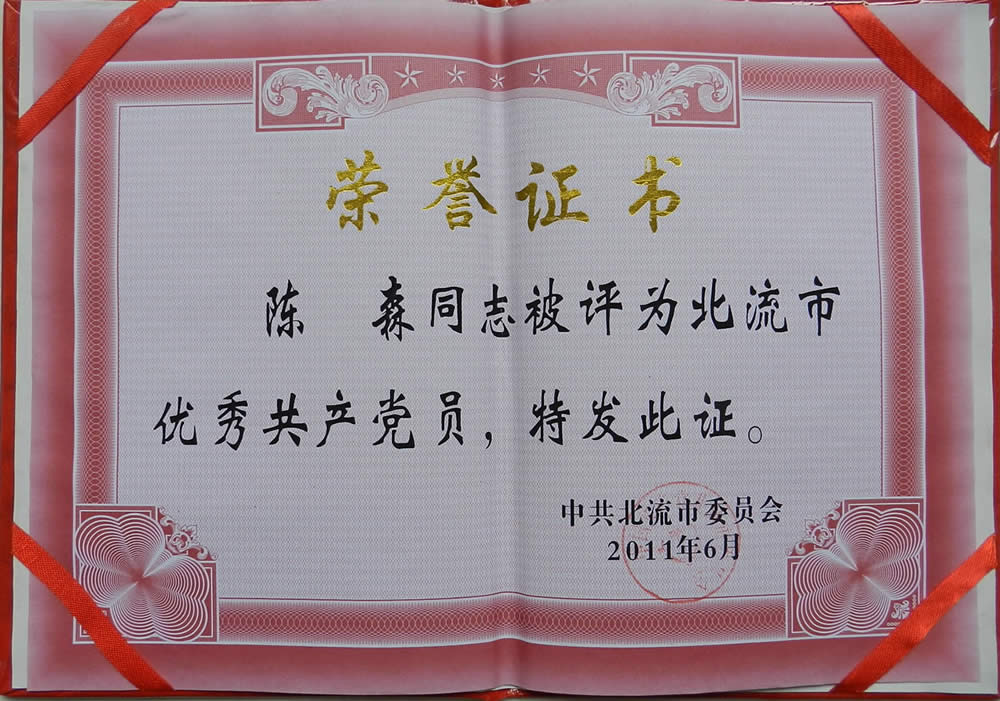 荣誉证书
陈 森同志被评为北流市
优秀共产党员，特发此证。
中共北流市委员会
2011年6月